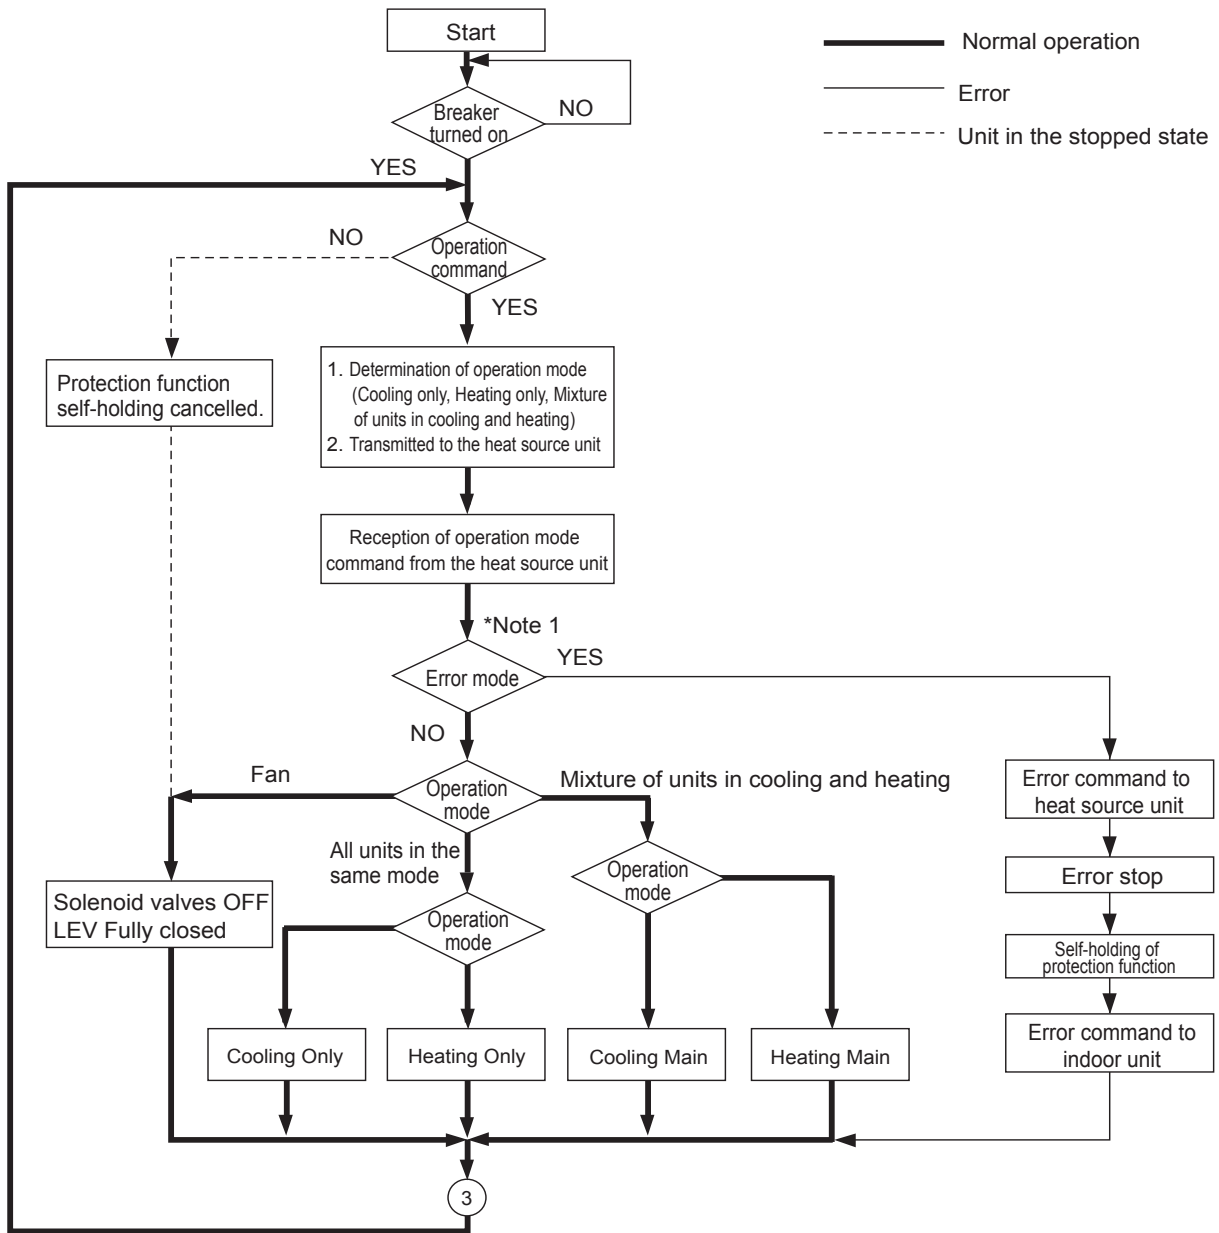 Start
Normal operation
Error
Unit in the stopped state
Breaker
turned on
NO
YES
NO
Operation
command
YES
Protection function
self-holding cancelled.
1. Determination of operation mode
(Cooling only, Heating only, Mixture
of units in cooling and heating)
2. Transmitted to the heat source unit
Reception of operation mode
command from the heat source unit
*Note 1
YES
Error mode
NO
Fan
Operation
mode
Mixture of units in cooling and heating
Error command to
heat source unit
All units in the
same mode
Operation
mode
Error stop
Solenoid valves OFF
LEV Fully closed
Operation
mode
Self-holding of
protection function
Cooling Only
Heating Only
Cooling Main
Heating Main
Error command to
indoor unit
3